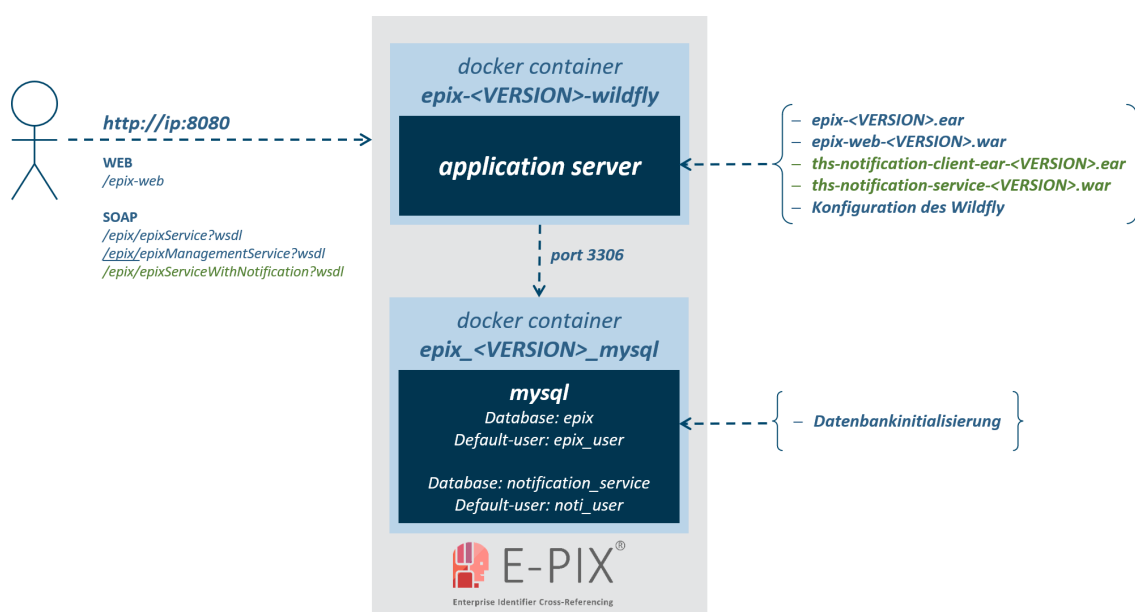 http://ip:8080
WEB
/epix-web
SOAP
/epix/epixService?wsdl
/epix/epixManagementService?wsdl
/epix/epixServiceWithNotification?wsdl
docker container
epix-<VERSION>-wildfly
application server
port 3306
docker container
epix_<VERSION>_mysql
mysql
Database: epix
Default-user: epix_user
Database: notification_service
Default-user: noti_user
E-PIX®
Enterprise Identifier Cross-Referencing
– epix-<VERSION>.ear
– epix-web-<VERSION>.war
– ths-notification-client-ear-<VERSION>.ear
– ths-notification-service-<VERSION>.war
– Konfiguration des Wildfly
– Datenbankinitialisierung